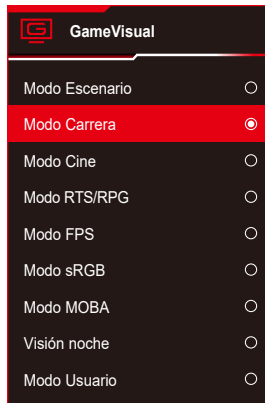 GameVisual
Modo Escenario
Modo Carrera
Modo Cine
Modo RTS/RPG
Modo FPS
Modo sRGB
Modo MOBA
Visión noche
Modo Usuario